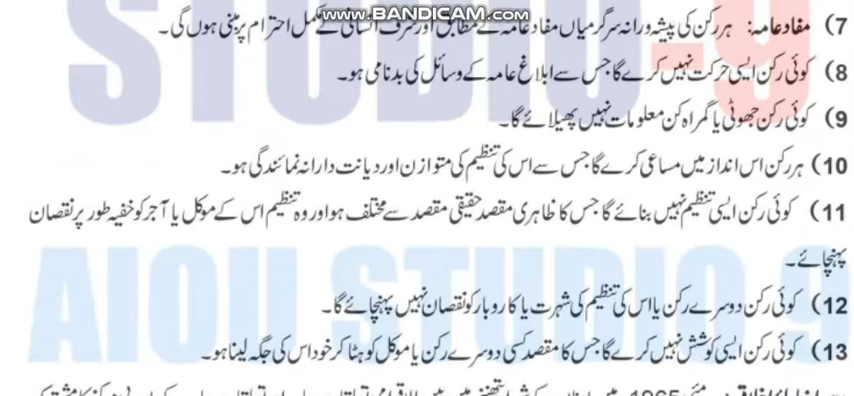 www.BANDICAM.com
7) مفاد عامہ: ہر رکن کی پیشہ ورانہ سرگرمیاں مفاد عامہ کے مطابق اور شرف انسانی کے مکمل احترام پر مبنی ہوں گی۔
8) کوئی رکن ایسی حرکت نہیں کرے گا جس سے ابلاغ عامہ کے وسائل کی بدنامی ہو۔
9) کوئی رکن جھوٹی یا گمراہ کن معلومات نہیں پھیلائے گا۔
10) ہر رکن اس انداز میں مساعی کرے گا جس سے اس کی تنظیم کی متوازن اور دیانت دارانہ نمائندگی ہو۔
11) کوئی رکن ایسی تنظیم نہیں بنائے گا جس کا ظاہری مقصد حقیقی مقصد سے مختلف ہو اور وہ تنظیم اس کے موکل یا آجر کو خفیہ طور پر نقصان
پہنچائے۔
12) کوئی رکن دوسرے رکن یا اس کی تنظیم کی شہرت یا کاروبار کو نقصان نہیں پہنچائے گا۔
13) کوئی رکن ایسی کوشش نہیں کرے گا جس کا مقصد کسی دوسرے رکن یا موکل کو ہٹا کر خود اس کی جگہ لینا ہو۔
STUDIO-9
AIOU STUDIO 9